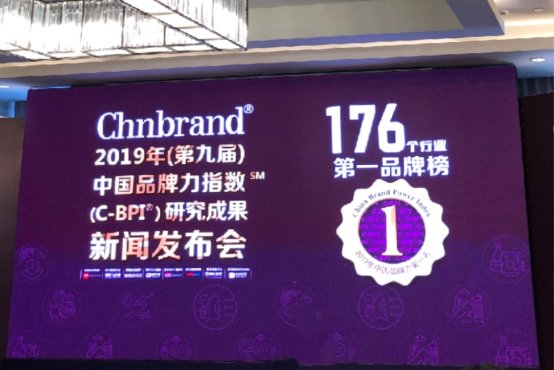 Chnbrand®
2019年(第九届)
中国品牌力指数℠
(C-BPI®) 研究成果
新闻发布会
176个行业
第一品牌榜
China Brand Power Index
1
2019年中国品牌力第一名